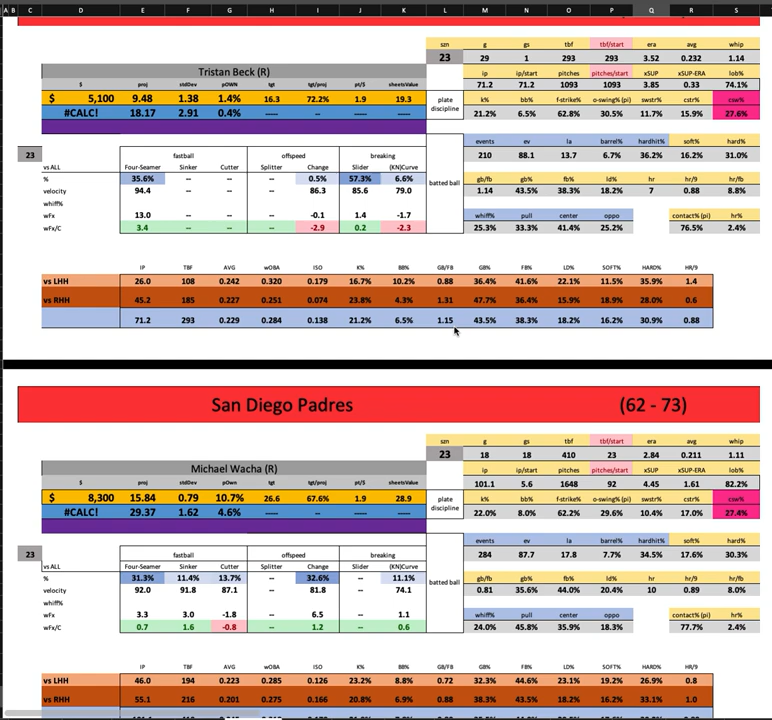 A B C D E F G H I J K L M N O P Q R S
szn g gs tbf tbf/start era avg whip
23 29 1 293 293 3.52 0.232 1.14
Tristan Beck (R) ip ip/start pitches pitches/start xSUP xSUP-ERA lob%
$ proj stdDev pOWN tgt tgt/proj pt/$ sheetsValue 71.2 71.2 1093 1093 3.85 0.33 74.1%
$ 5,100 9.48 1.38 1.4% 16.3 72.2% 1.9 19.3 plate discipline k% bb% f-strike% o-swing% (pi) swstr% cstr% csw%
#CALC! 18.17 2.91 0.4% ---- --- --- --- 21.2% 6.5% 62.8% 30.5% 11.7% 15.9% 27.6%
events ev la barrel% hardhit% soft% hard%
23 fastball offspeed breaking 210 88.1 13.7 6.7% 36.2% 16.2% 31.0%
vs ALL Four-Seamer Sinker Cutter Splitter Change Slider (KN)Curve
% 35.6% -- -- -- 0.5% 57.3% 6.6% batted ball gb/fb gb% fb% ld% hr hr/9 hr/fb
velocity 94.4 -- -- -- 86.3 85.6 79.0 1.14 43.5% 38.3% 18.2% 7 0.88 8.8%
whiff%
wFx 13.0 -- -- -- -0.1 1.4 -1.7 whiff% pull center oppo contact% (pi) hr%
wFx/C 3.4 -- -- -- -2.9 0.2 -2.3 25.3% 33.3% 41.4% 25.2% 76.5% 2.4%
IP TBF AVG wOBA ISO K% BB% GB/FB GB% FB% LD% SOFT% HARD% HR/9
vs LHH 26.0 108 0.242 0.320 0.179 16.7% 10.2% 0.88 36.4% 41.6% 22.1% 11.5% 35.9% 1.4
vs RHH 45.2 185 0.227 0.251 0.074 23.8% 4.3% 1.31 47.7% 36.4% 15.9% 18.9% 28.0% 0.6
71.2 293 0.229 0.284 0.138 21.2% 6.5% 1.15 43.5% 38.3% 18.2% 16.2% 30.9% 0.88
San Diego Padres (62 - 73)
szn g gs tbf tbf/start era avg whip
23 18 18 410 23 2.84 0.211 1.11
Michael Wacha (R) ip ip/start pitches pitches/start xSUP xSUP-ERA lob%
$ proj stdDev pOwn tgt tgt/proj pt/$ sheetsValue 101.1 5.6 1648 92 4.45 1.61 82.2%
$ 8,300 15.84 0.79 10.7% 26.6 67.6% 1.9 28.9 plate discipline k% bb% f-strike% o-swing% (pi) swstr% cstr% csw%
#CALC! 29.37 1.62 4.6% ---- --- --- --- 22.0% 8.0% 62.2% 29.6% 10.4% 17.0% 27.4%
events ev la barrel% hardhit% soft% hard%
23 fastball offspeed breaking 284 87.7 17.8 7.7% 34.5% 17.6% 30.3%
vs ALL Four-Seamer Sinker Cutter Splitter Change Slider (KN)Curve
% 31.3% 11.4% 13.7% -- 32.6% -- 11.1% batted ball gb/fb gb% fb% ld% hr hr/9 hr/fb
velocity 92.0 91.8 87.1 -- 81.8 -- 74.1 0.81 35.6% 44.0% 20.4% 10 0.89 8.0%
whiff%
wFx 3.3 3.0 -1.8 -- 6.5 -- 1.1 whiff% pull center oppo contact% (pi) hr%
wFx/C 0.7 1.6 -0.8 -- 1.2 -- 0.6 24.0% 45.8% 35.9% 18.3% 77.7% 2.4%
IP TBF AVG wOBA ISO K% BB% GB/FB GB% FB% LD% SOFT% HARD% HR/9
vs LHH 46.0 194 0.223 0.285 0.126 23.2% 8.8% 0.72 32.3% 44.6% 23.1% 19.2% 26.9% 0.8
vs RHH 55.1 216 0.201 0.275 0.166 20.8% 6.9% 0.88 38.3% 43.5% 18.2% 16.2% 33.1% 1.0